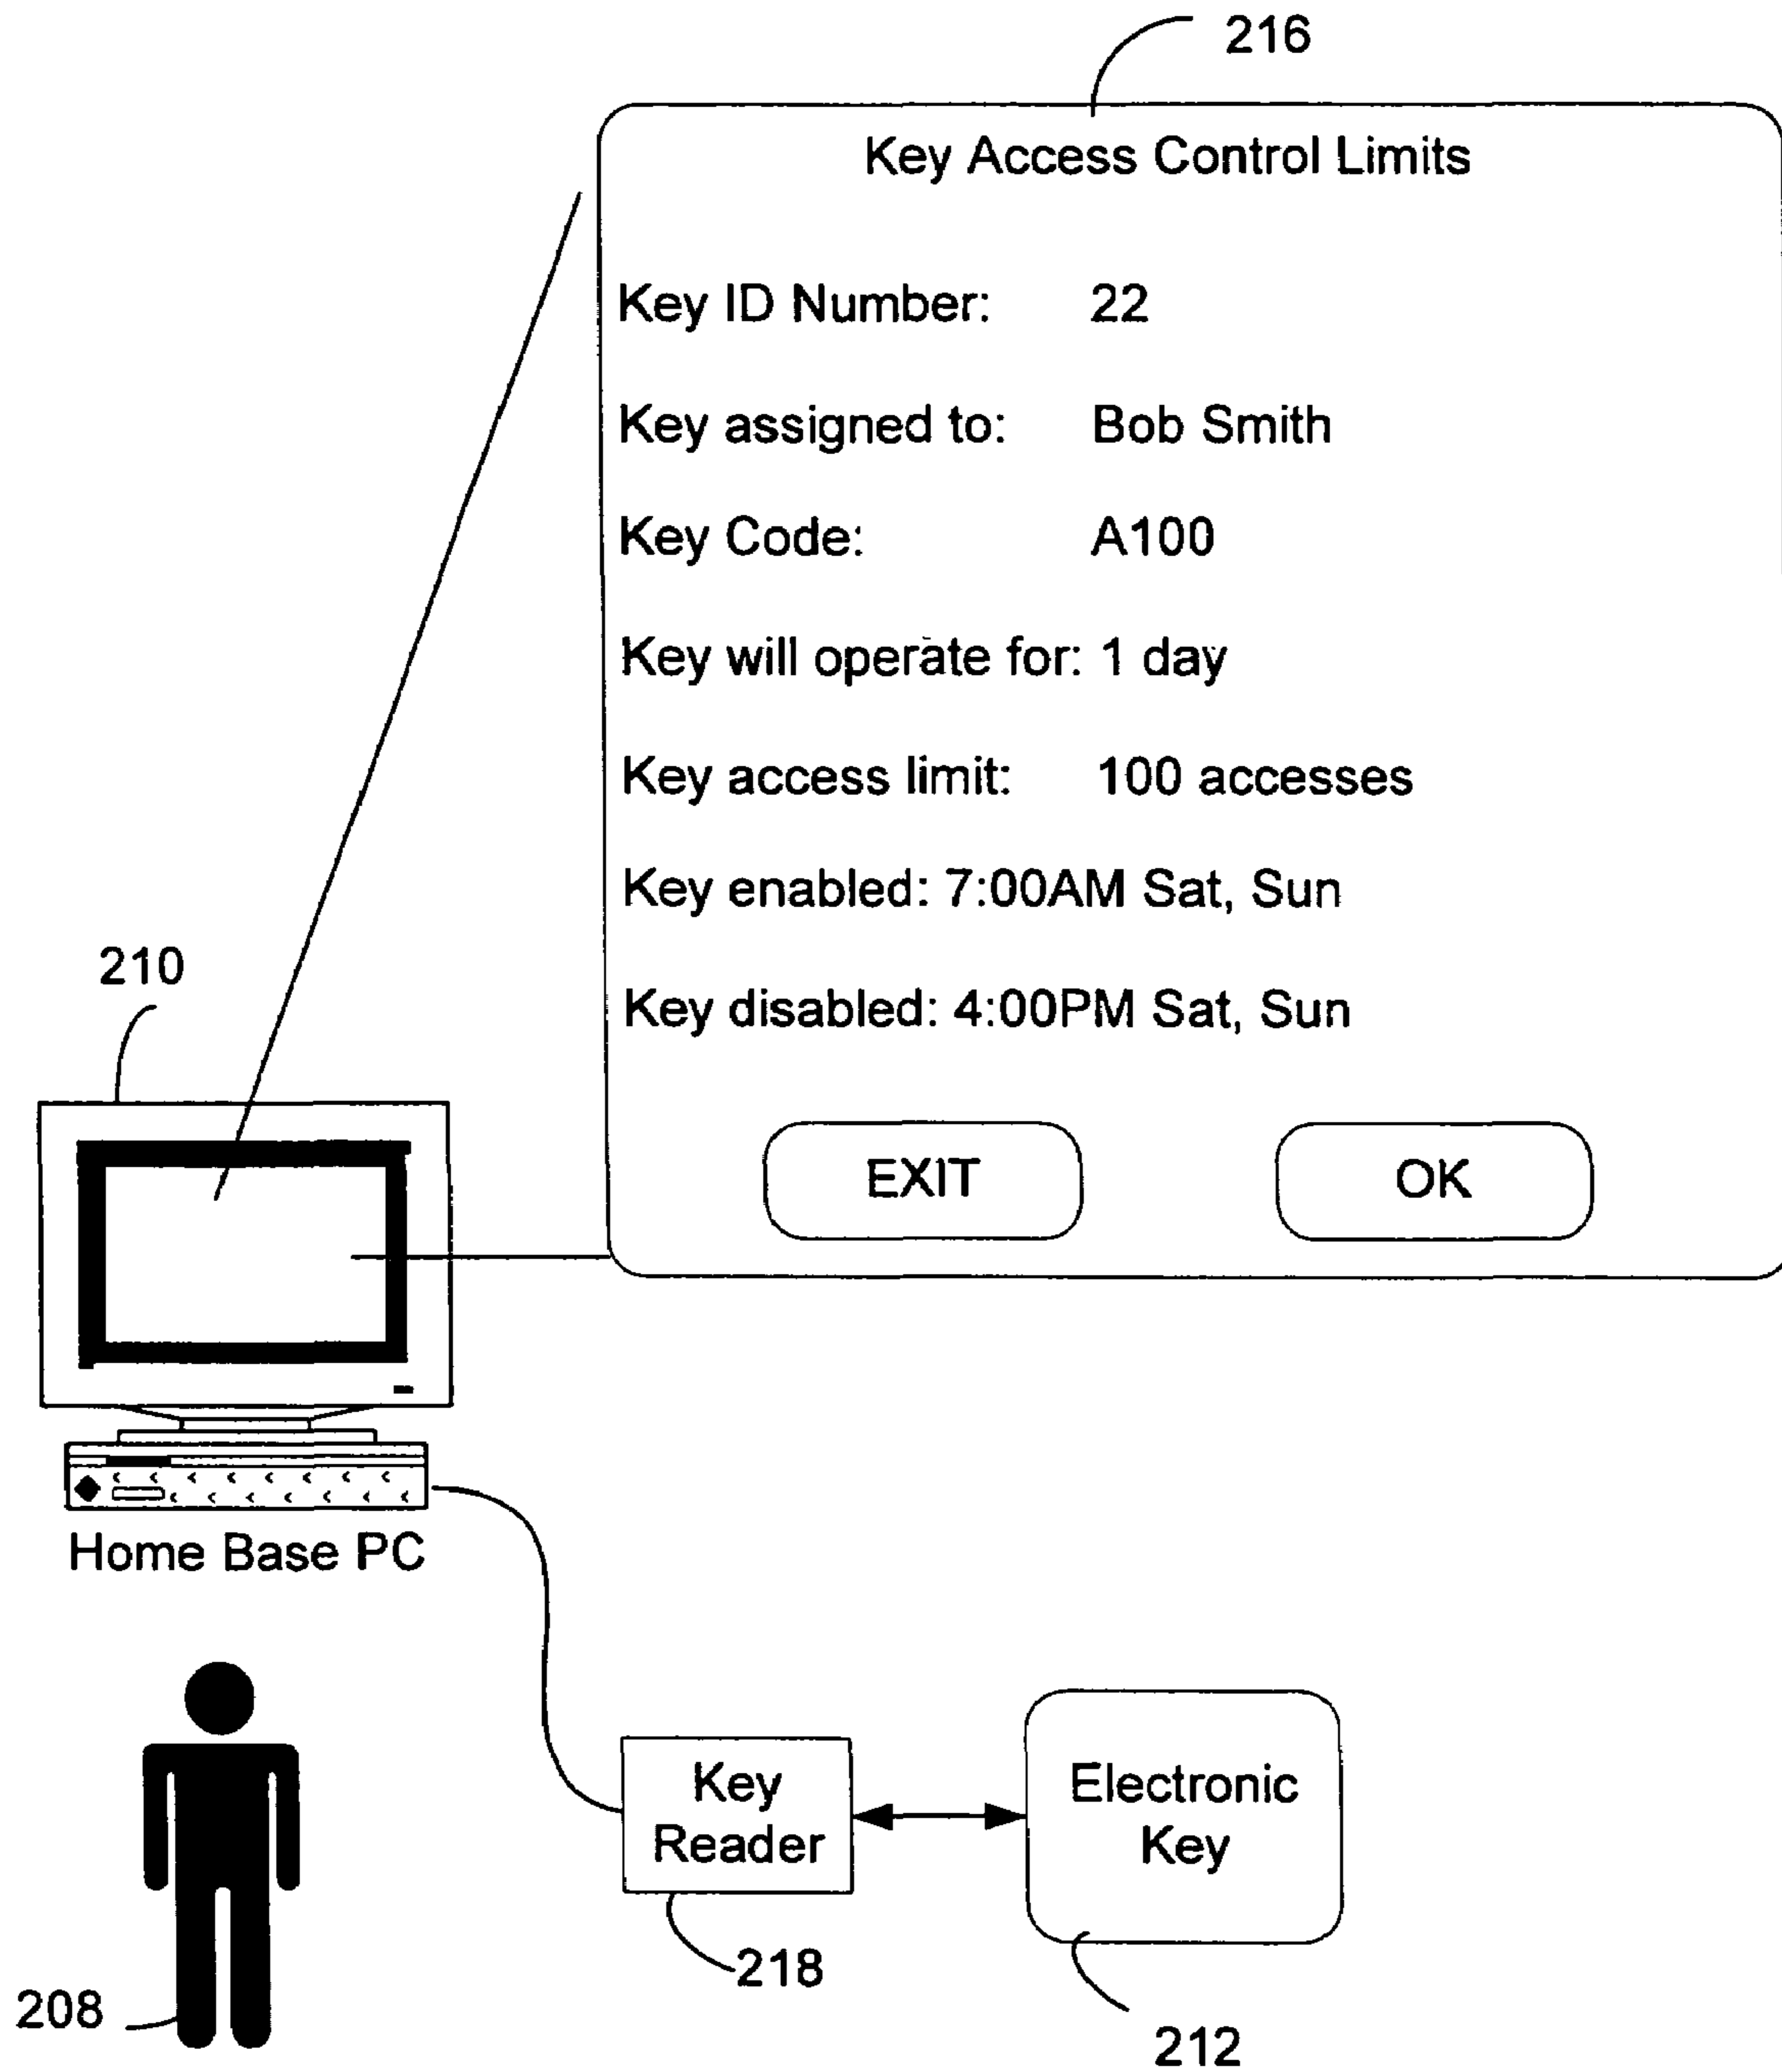 216
Key Access Control Limits
Key ID Number: 22
Key assigned to: Bob Smith
Key Code: A100
Key will operate for: 1 day
Key access limit: 100 accesses
Key enabled: 7:00AM Sat, Sun
Key disabled: 4:00PM Sat, Sun
EXIT
OK
210
Home Base PC
Key
Reader
Electronic
Key
218
208
212